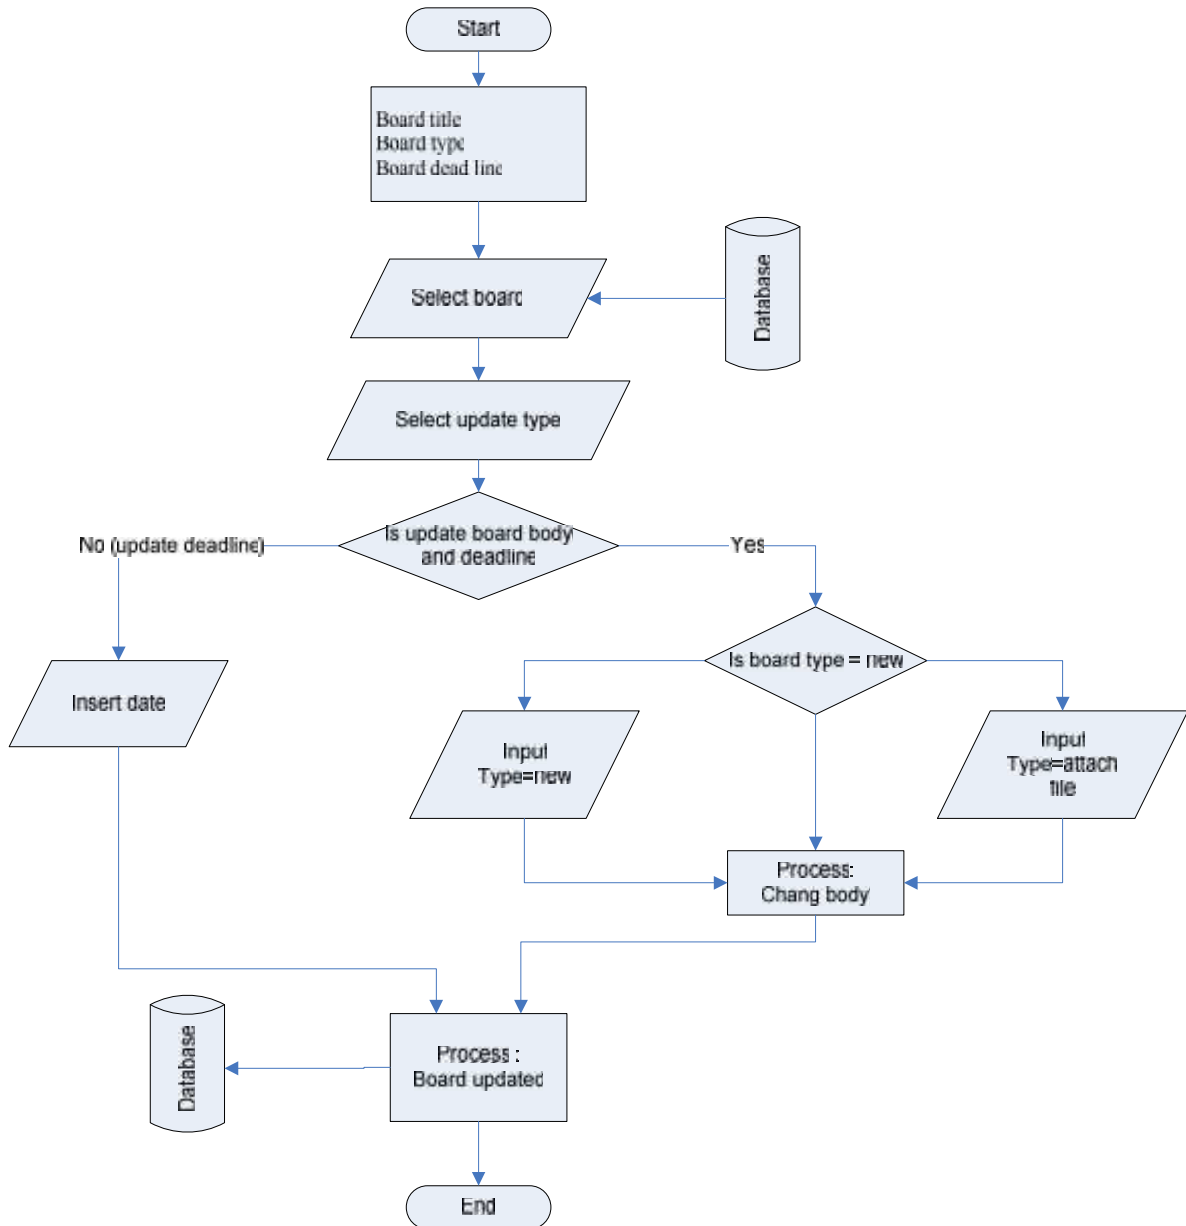 Start
Board title
Board type
Board dead line
Select board
Database
Select update type
Is update board body
and deadline
No (update deadline)
Yes
Is board type = new
Insert date
Input
Type=new
Input
Type=attach
file
Process:
Chang body
Database
Process :
Board updated
End